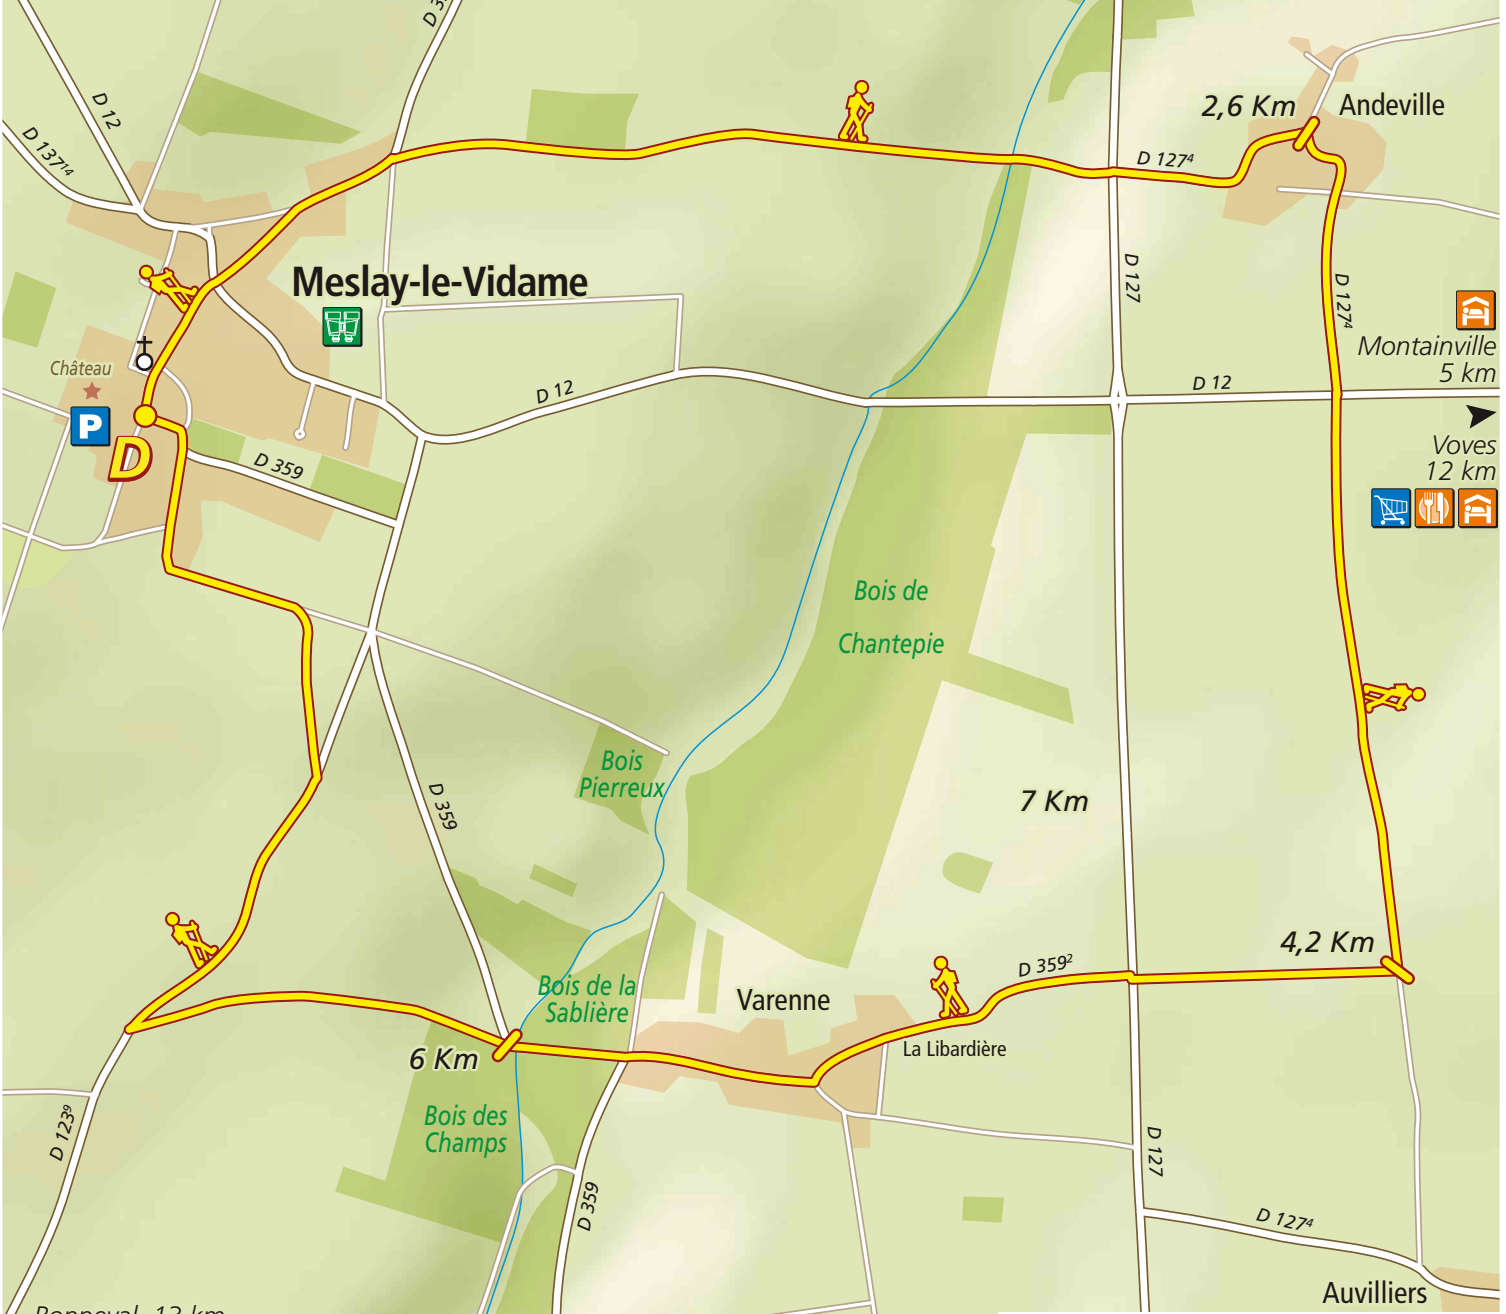 D 12
D 137¹⁴
2,6 Km
Andeville
D 127⁴
Meslay-le-Vidame
D 127
D 127⁴
Château
P
D
D 12
D 12
Montainville
5 km
Voves
12 km
D 359
Bois de
Chantepie
Bois
Pierreux
D 359
7 Km
4,2 Km
D 359²
Bois de la
Sablière
Varenne
La Libardière
6 Km
Bois des
Champs
D 123⁹
D 127
D 359
D 127⁴
Auvilliers